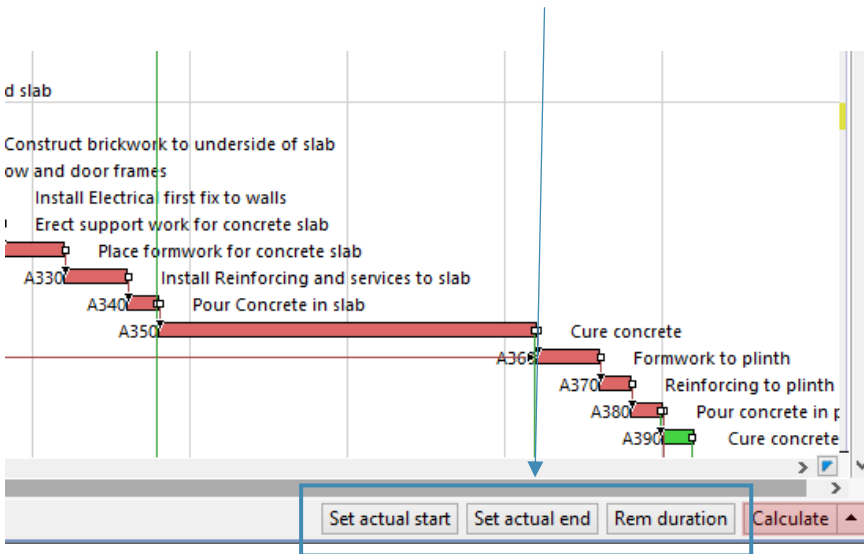 d slab
Construct brickwork to underside of slab
ow and door frames
Install Electrical first fix to walls
Erect support work for concrete slab
Place formwork for concrete slab
A330 Install Reinforcing and services to slab
A340 Pour Concrete in slab
A350 Cure concrete
A360 Formwork to plinth
A370 Reinforcing to plinth
A380 Pour concrete in p
A390 Cure concrete
Set actual start Set actual end Rem duration Calculate